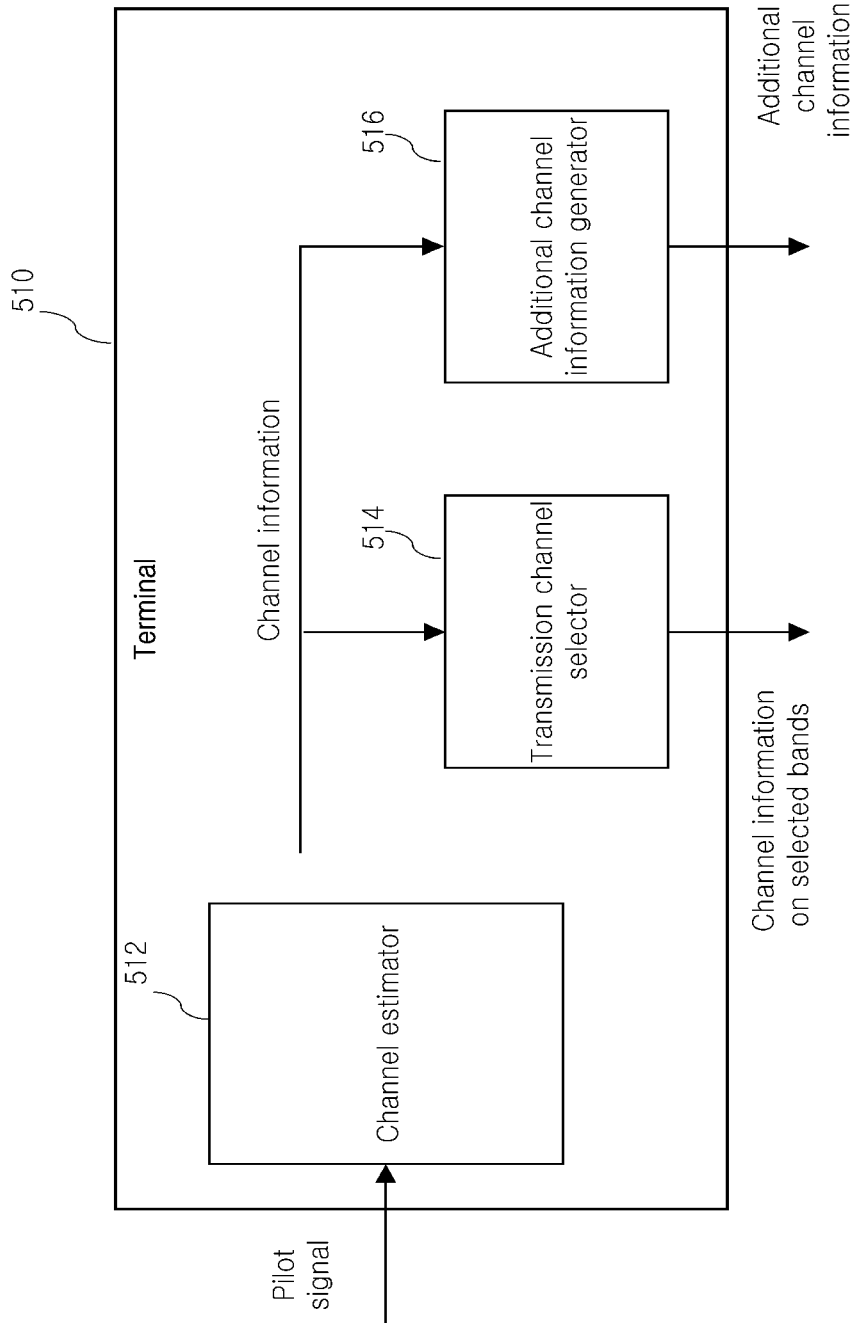 510
Terminal
Pilot
signal
512
Channel estimator
Channel information
514
Transmission channel
selector
516
Additional channel
information generator
Channel information
on selected bands
Additional
channel
information